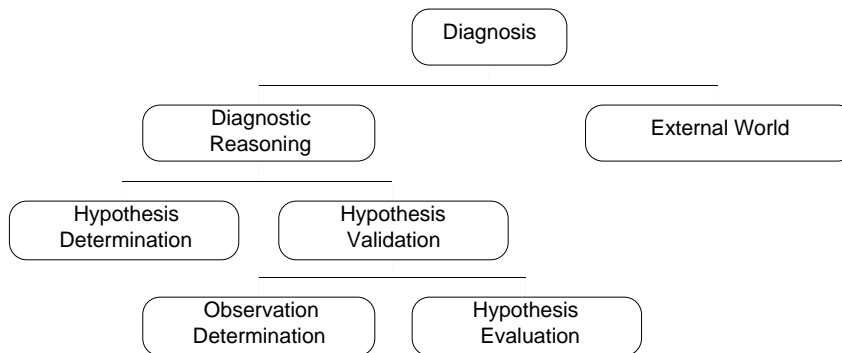 Diagnosis
Diagnostic
Reasoning
External World
Hypothesis
Determination
Hypothesis
Validation
Observation
Determination
Hypothesis
Evaluation